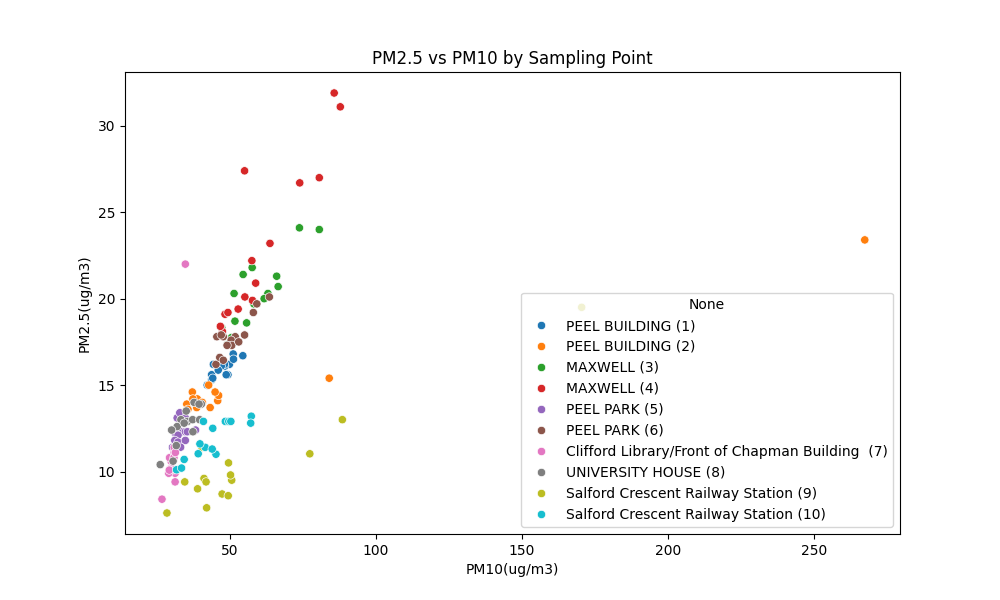 PM2.5 vs PM10 by Sampling Point
PM2.5(ug/m3)
30
25
20
15
10
None
PEEL BUILDING (1)
PEEL BUILDING (2)
MAXWELL (3)
MAXWELL (4)
PEEL PARK (5)
PEEL PARK (6)
Clifford Library/Front of Chapman Building  (7)
UNIVERSITY HOUSE (8)
Salford Crescent Railway Station (9)
Salford Crescent Railway Station (10)
50
100
150
200
250
PM10(ug/m3)